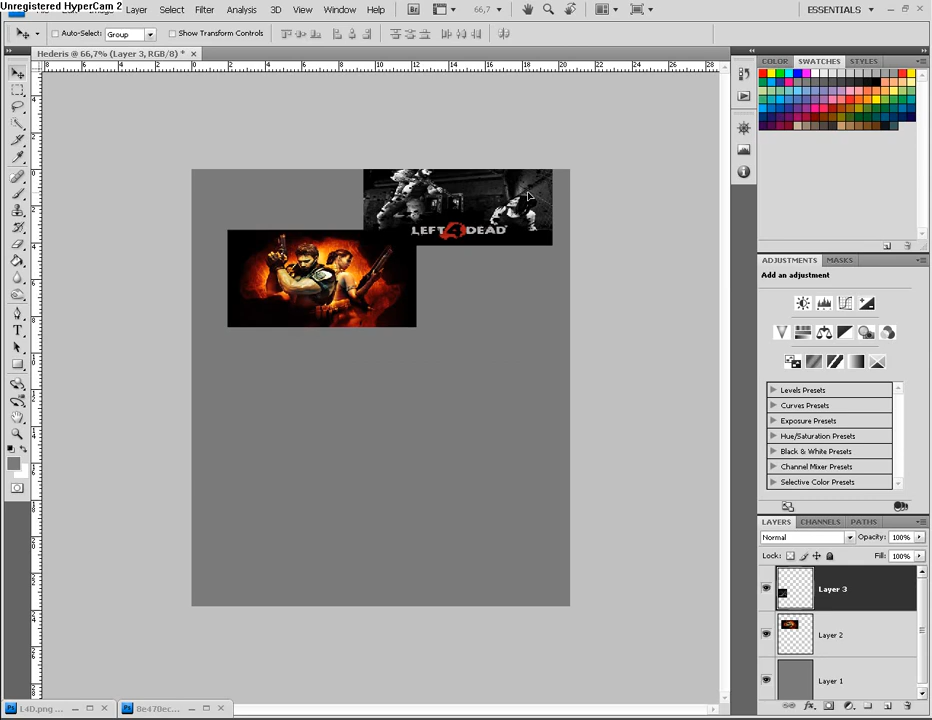 Unregistered HyperCam 2
Layer Select Filter Analysis 3D View Window Help
66,7
ESSENTIALS
Auto-Select: Group Show Transform Controls
Hederis @ 66,7% (Layer 3, RGB/8) *
COLOR SWATCHES STYLES
LEFT 4 DEAD
ADJUSTMENTS MASKS
Add an adjustment
Levels Presets
Curves Presets
Exposure Presets
Hue/Saturation Presets
Black & White Presets
Channel Mixer Presets
Selective Color Presets
LAYERS CHANNELS PATHS
Normal Opacity: 100%
Lock: Fill: 100%
Layer 3
Layer 2
Layer 1
L4D.png ...
8e470ec...